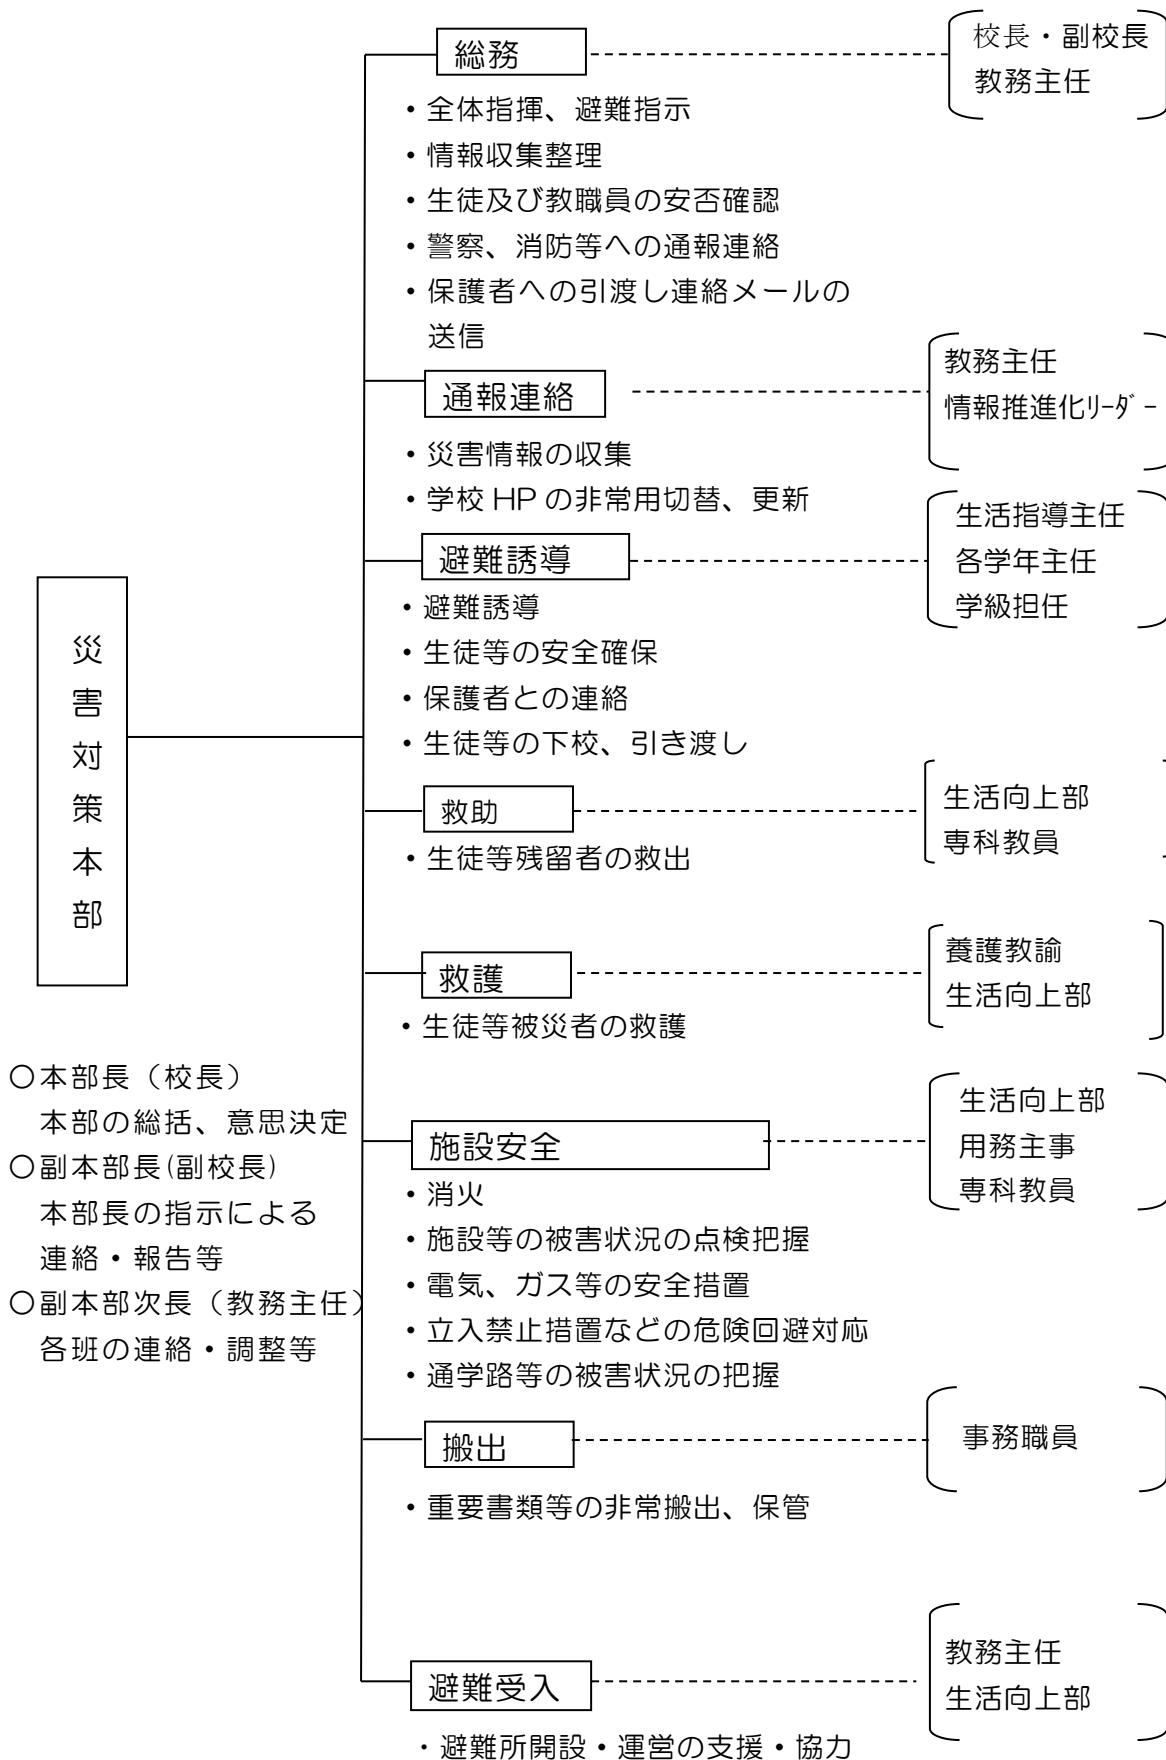 総務
校長・副校長
教務主任
・全体指揮、避難指示
・情報収集整理
・生徒及び教職員の安否確認
・警察、消防等への通報連絡
・保護者への引渡し連絡メールの
送信
通報連絡
教務主任
情報推進化ﾘｰﾀﾞｰ
・災害情報の収集
・学校 HP の非常用切替、更新
避難誘導
生活指導主任
各学年主任
学級担任
・避難誘導
・生徒等の安全確保
・保護者との連絡
・生徒等の下校、引き渡し
災害対策本部
救助
生活向上部
専科教員
・生徒等残留者の救出
救護
養護教諭
生活向上部
・生徒等被災者の救護
〇本部長（校長）
本部の総括、意思決定
〇副本部長(副校長)
本部長の指示による
連絡・報告等
〇副本部次長（教務主任）
各班の連絡・調整等
施設安全
生活向上部
用務主事
専科教員
・消火
・施設等の被害状況の点検把握
・電気、ガス等の安全措置
・立入禁止措置などの危険回避対応
・通学路等の被害状況の把握
搬出
事務職員
・重要書類等の非常搬出、保管
避難受入
教務主任
生活向上部
・避難所開設・運営の支援・協力